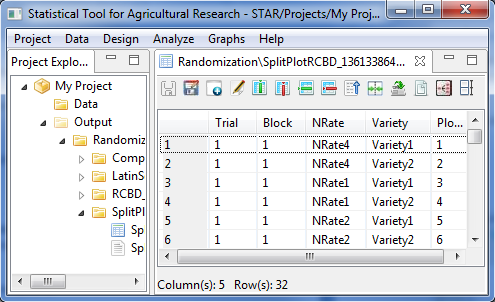 Statistical Tool for Agricultural Research - STAR/Projects/My Proj...
Project Data Design Analyze Graphs Help
Project Explo...
My Project
Data
Output
Randomiz
Comp
LatinS
RCBD_
SplitPl
Sp
Sp
Randomization\SplitPlotRCBD_136133864...
Trial Block NRate Variety Plo...
1 1 1 NRate4 Variety1 1
2 1 1 NRate4 Variety2 2
3 1 1 NRate1 Variety1 3
4 1 1 NRate1 Variety2 4
5 1 1 NRate2 Variety1 5
6 1 1 NRate2 Variety2 6
Column(s): 5 Row(s): 32